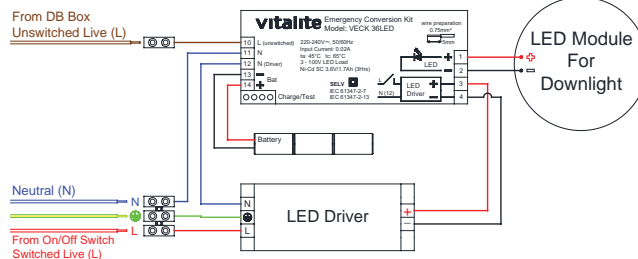 From DB Box
Unswitched Live (L)
vitalite Emergency Conversion Kit
Model: VECK 36LED
wire preparation
0.75mm²
5mm
10 L (unswitched)
11 N
12 N (Driver)
13 −
Bat
14 +
Charge/Test
220-240V~, 50/60Hz
Input Current: 0.02A
ta: 45°C tc: 65°C
3 - 100V LED Load
Ni-Cd SC 3.6V/1.7Ah (3Hrs)
SELV
IEC 61347-2-7
IEC 61347-2-13
LED
+ 1
− 2
L
N (12)
LED
Driver
+ 3
− 4
LED Module
For
Downlight
+
−
Battery
Neutral (N)
N
L
From On/Off Switch
Switched Live (L)
N
L
LED Driver
+
−